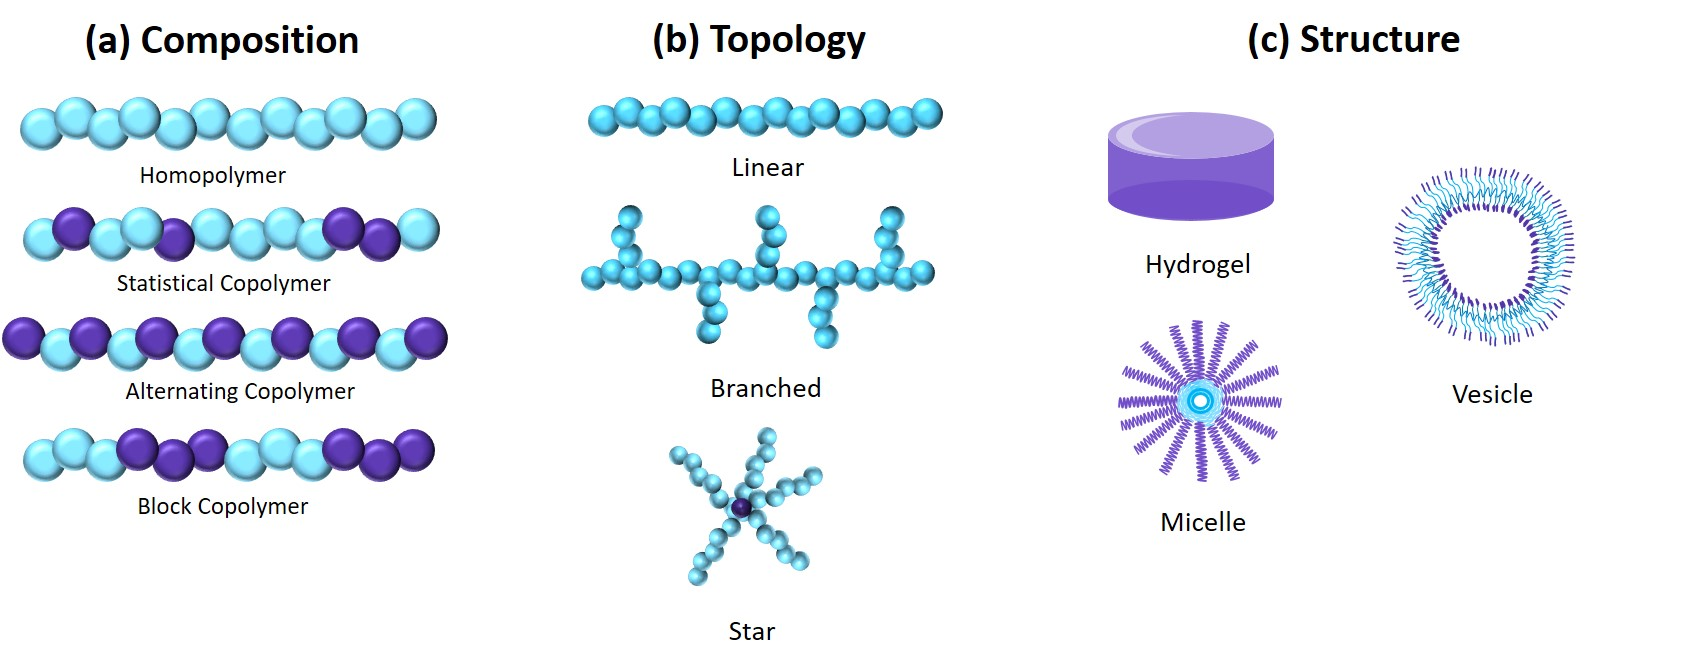 (a) Composition
Homopolymer
Statistical Copolymer
Alternating Copolymer
Block Copolymer
(b) Topology
Linear
Branched
Star
(c) Structure
Hydrogel
Micelle
Vesicle